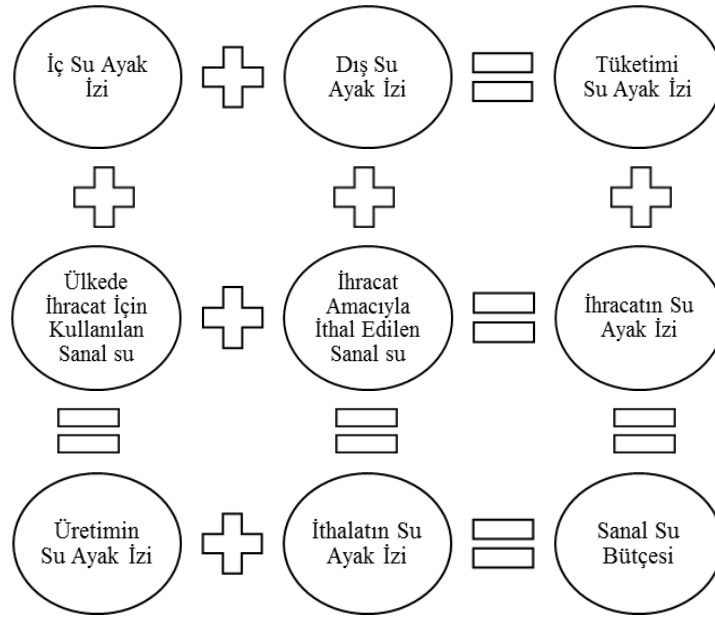 İç Su Ayak
İzi
Dış Su
Ayak İzi
Tüketimi
Su Ayak İzi
Ülkede
İhracat İçin
Kullanılan
Sanal su
İhracat
Amacıyla
İthal Edilen
Sanal su
İhracatın Su
Ayak İzi
Üretimin
Su Ayak İzi
İthalatın Su
Ayak İzi
Sanal Su
Bütçesi